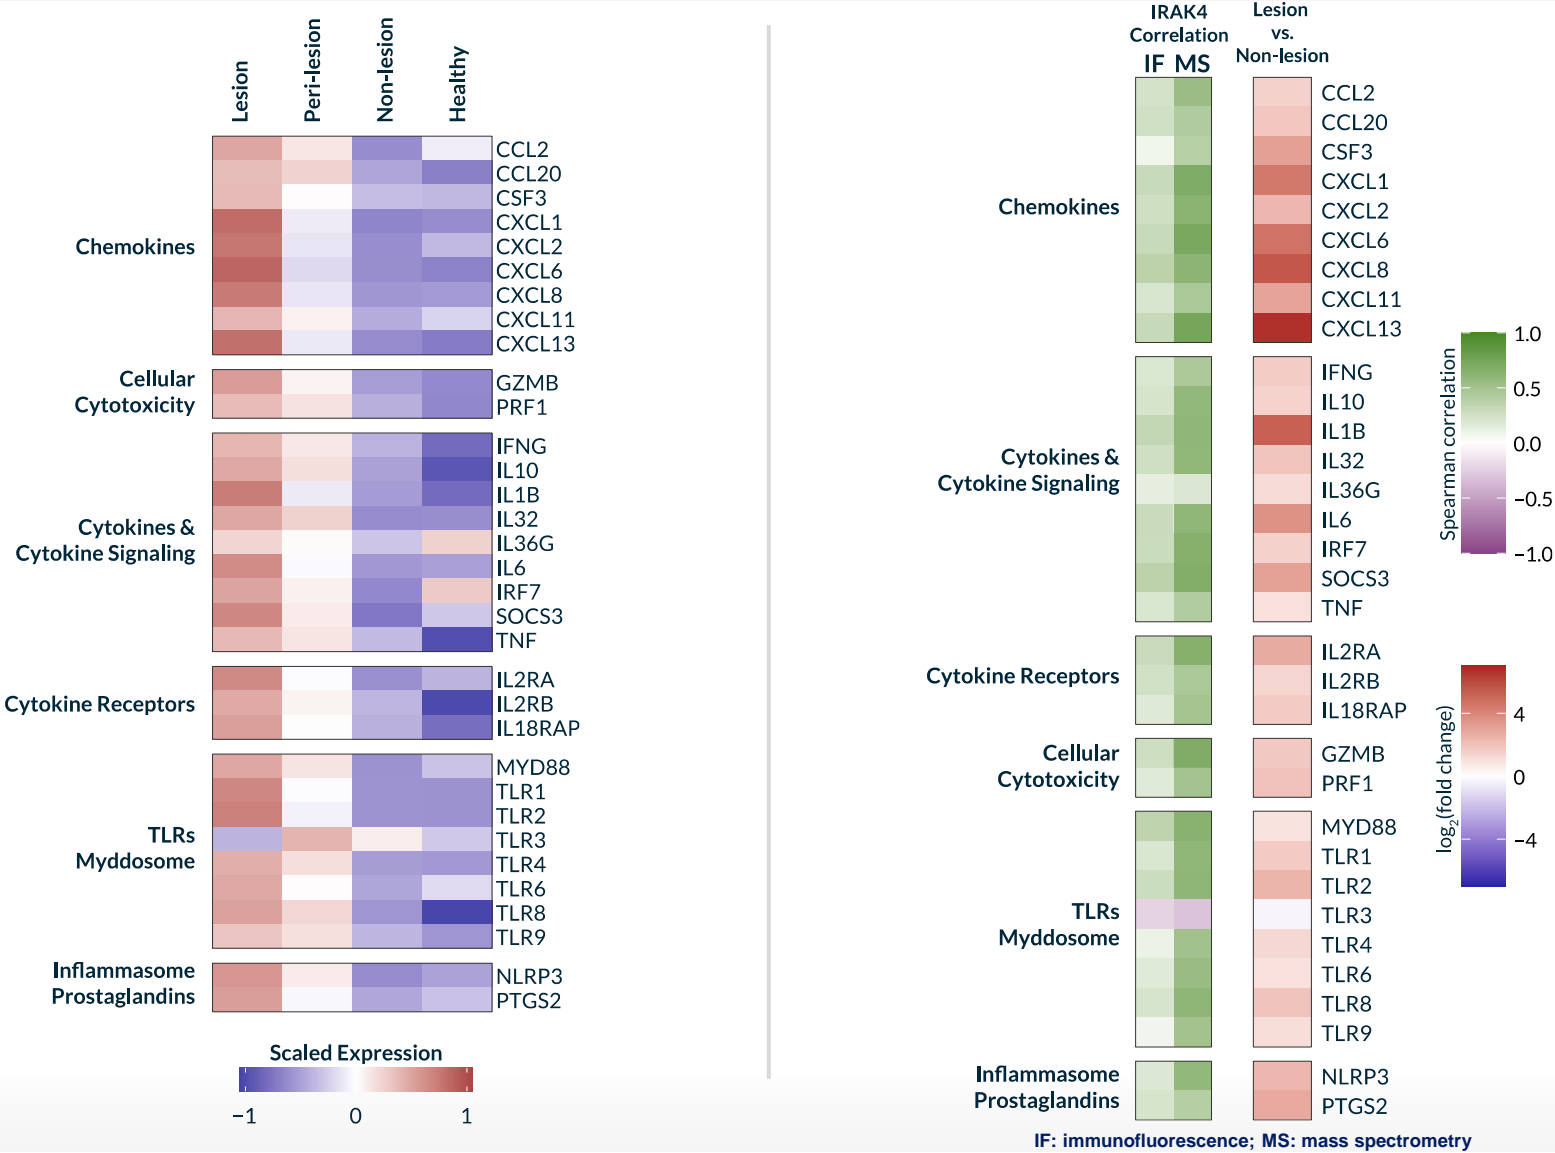 Lesion
Peri-lesion
Non-lesion
Healthy
Chemokines
CCL2
CCL20
CSF3
CXCL1
CXCL2
CXCL6
CXCL8
CXCL11
CXCL13
Cellular
Cytotoxicity
GZMB
PRF1
Cytokines &
Cytokine Signaling
IFNG
IL10
IL1B
IL32
IL36G
IL6
IRF7
SOCS3
TNF
Cytokine Receptors
IL2RA
IL2RB
IL18RAP
TLRs
Myddosome
MYD88
TLR1
TLR2
TLR3
TLR4
TLR6
TLR8
TLR9
Inflammasome
Prostaglandins
NLRP3
PTGS2
Scaled Expression
−1 0 1
IRAK4
Correlation
IF MS
Lesion
vs.
Non-lesion
Chemokines
CCL2
CCL20
CSF3
CXCL1
CXCL2
CXCL6
CXCL8
CXCL11
CXCL13
Cytokines &
Cytokine Signaling
IFNG
IL10
IL1B
IL32
IL36G
IL6
IRF7
SOCS3
TNF
Cytokine Receptors
IL2RA
IL2RB
IL18RAP
Cellular
Cytotoxicity
GZMB
PRF1
TLRs
Myddosome
MYD88
TLR1
TLR2
TLR3
TLR4
TLR6
TLR8
TLR9
Inflammasome
Prostaglandins
NLRP3
PTGS2
Spearman correlation
1.0
0.5
0.0
−0.5
−1.0
log₂(fold change)
4
0
−4
IF: immunofluorescence; MS: mass spectrometry